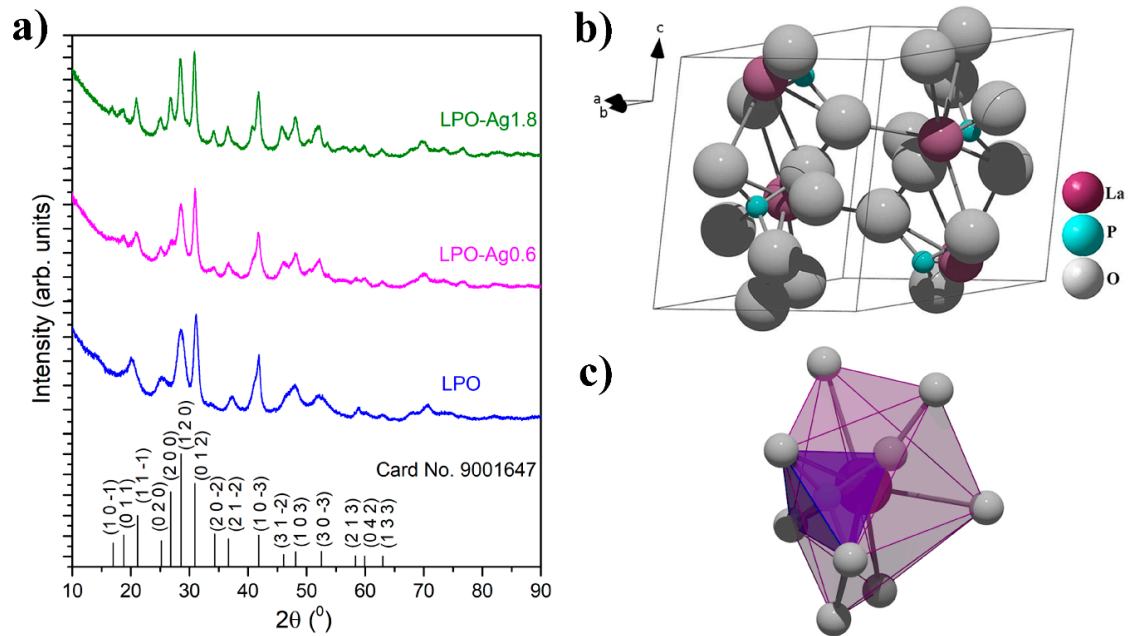 a)
Intensity (arb. units)
LPO-Ag1.8
LPO-Ag0.6
LPO
Card No. 9001647
(1 0 -1)
(0 1 1)
(1 1 -1)
(0 2 0)
(2 0 0)
(1 2 0)
(0 1 2)
(2 0 -2)
(2 1 -2)
(1 0 -3)
(3 1 -2)
(1 0 3)
(3 0 -3)
(2 1 3)
(0 4 2)
(1 3 3)
10 20 30 40 50 60 70 80 90
2θ (⁰)
b)
c
a
b
La
P
O
c)